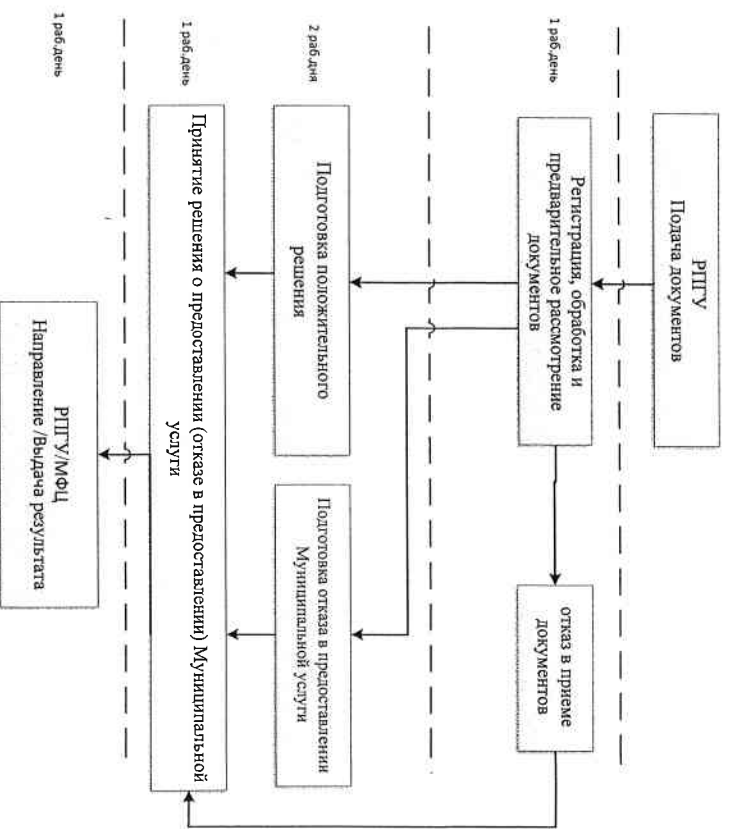 РПГУ
Подача документов
1 раб.день
Регистрация, обработка и
предварительное рассмотрение
документов
отказ в приеме
документов
2 раб.дня
Подготовка положительного
решения
Подготовка отказа в предоставлении
Муниципальной услуги
1 раб.день
Принятие решения о предоставлении (отказе в предоставлении) Муниципальной
услуги
1 раб.день
РПГУ/МФЦ
Направление /Выдача результата